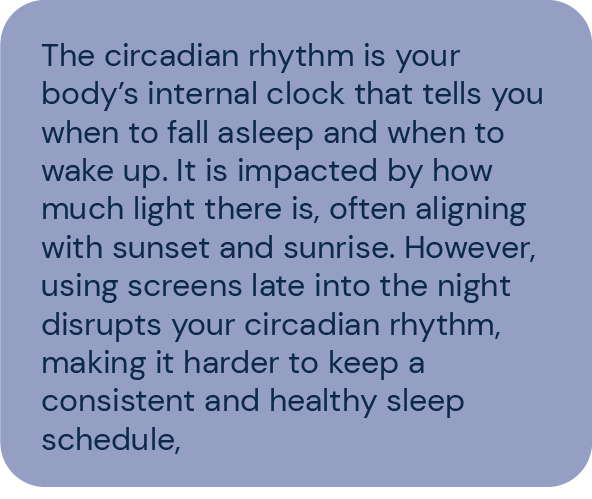 The circadian rhythm is your
body’s internal clock that tells you
when to fall asleep and when to
wake up. It is impacted by how
much light there is, often aligning
with sunset and sunrise. However,
using screens late into the night
disrupts your circadian rhythm,
making it harder to keep a
consistent and healthy sleep
schedule,